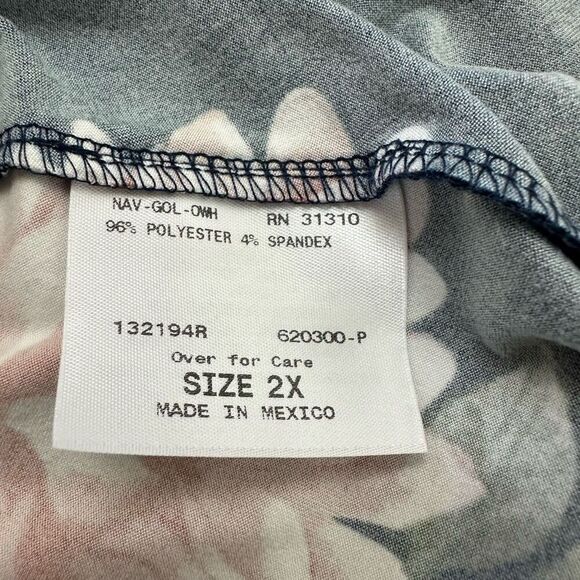 NAV-GOL-OWH RN 31310
96% POLYESTER 4% SPANDEX
132194R 620300-P
Over for Care
SIZE 2X
MADE IN MEXICO